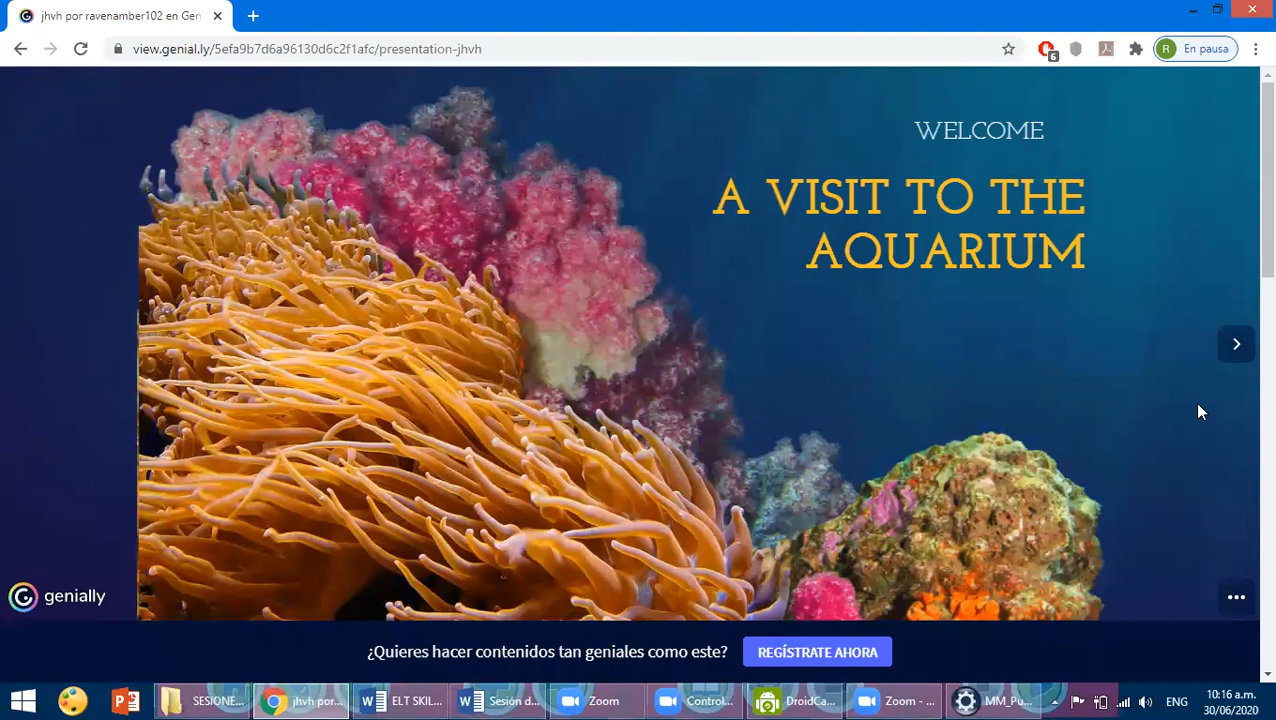 jhvh por ravenamber102 en Gen
view.genial.ly/5efa9b7d6a96130d6c2f1afc/presentation-jhvh
6
R
En pausa
WELCOME
A VISIT TO THE
AQUARIUM
genially
¿Quieres hacer contenidos tan geniales como este?
REGÍSTRATE AHORA
SESIONE...
jhvh por...
ELT SKIL...
Sesión d...
Zoom
Control...
DroidCa...
Zoom - ...
MM_Pu...
ENG
10:16 a.m.
30/06/2020